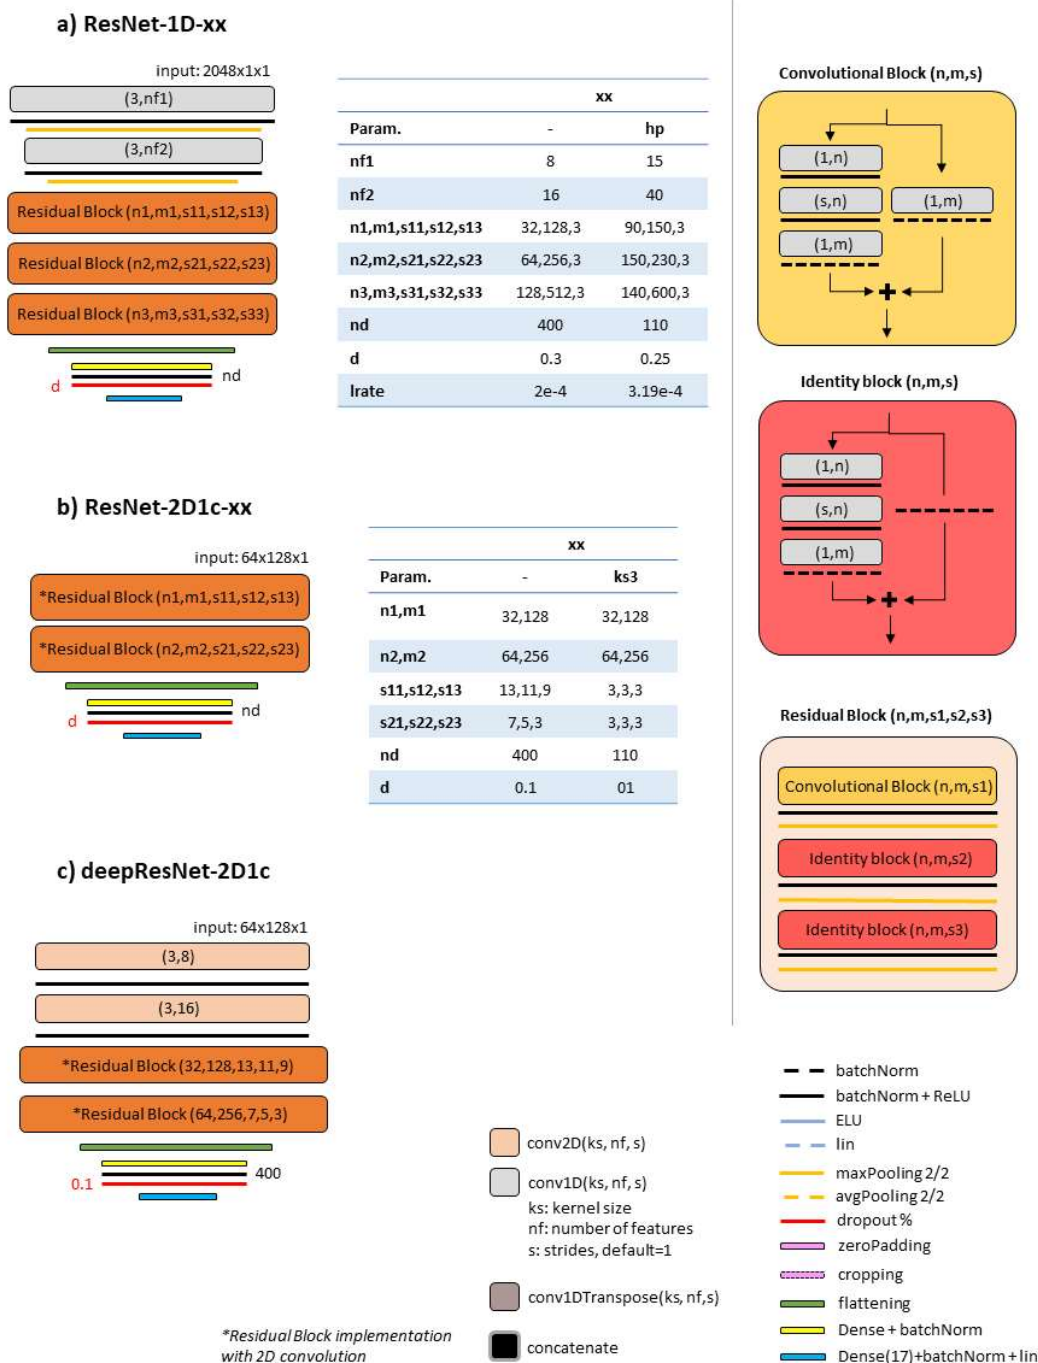 a) ResNet-1D-xx
input: 2048x1x1
(3,nf1)
(3,nf2)
Residual Block (n1,m1,s11,s12,s13)
Residual Block (n2,m2,s21,s22,s23)
Residual Block (n3,m3,s31,s32,s33)
nd
d
xx
Param. - hp
nf1 8 15
nf2 16 40
n1,m1,s11,s12,s13 32,128,3 90,150,3
n2,m2,s21,s22,s23 64,256,3 150,230,3
n3,m3,s31,s32,s33 128,512,3 140,600,3
nd 400 110
d 0.3 0.25
lrate 2e-4 3.19e-4
b) ResNet-2D1c-xx
input: 64x128x1
*Residual Block (n1,m1,s11,s12,s13)
*Residual Block (n2,m2,s21,s22,s23)
nd
d
xx
Param. - ks3
n1,m1 32,128 32,128
n2,m2 64,256 64,256
s11,s12,s13 13,11,9 3,3,3
s21,s22,s23 7,5,3 3,3,3
nd 400 110
d 0.1 01
c) deepResNet-2D1c
input: 64x128x1
(3,8)
(3,16)
*Residual Block (32,128,13,11,9)
*Residual Block (64,256,7,5,3)
400
0.1
*Residual Block implementation
with 2D convolution
conv2D(ks, nf, s)
conv1D(ks, nf, s)
ks: kernel size
nf: number of features
s: strides, default=1
conv1DTranspose(ks, nf,s)
concatenate
Convolutional Block (n,m,s)
(1,n)
(s,n)
(1,m)
(1,m)
+
Identity block (n,m,s)
(1,n)
(s,n)
(1,m)
+
Residual Block (n,m,s1,s2,s3)
Convolutional Block (n,m,s1)
Identity block (n,m,s2)
Identity block (n,m,s3)
batchNorm
batchNorm + ReLU
ELU
lin
maxPooling 2/2
avgPooling 2/2
dropout %
zeroPadding
cropping
flattening
Dense + batchNorm
Dense(17)+batchNorm + lin